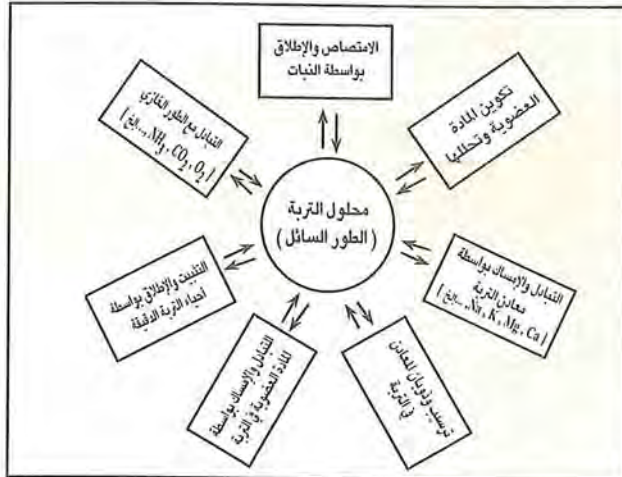 الامتصاص والإطلاق
بواسطة النبات
تكوين المادة
العضوية وتحللها
التبادل والإمساك بواسطة
معادن التربة
[ Na, K, Mg, Ca...إلخ ]
ترسيب وذوبان المعادن
في التربة
التبادل والإمساك بواسطة
المادة العضوية في التربة
التثبيت والإطلاق بواسطة
أحياء التربة الدقيقة
التبادل مع الطور الغازي
[ NH3, CO2, O2...إلخ ]
محلول التربة
(الطور السائل)